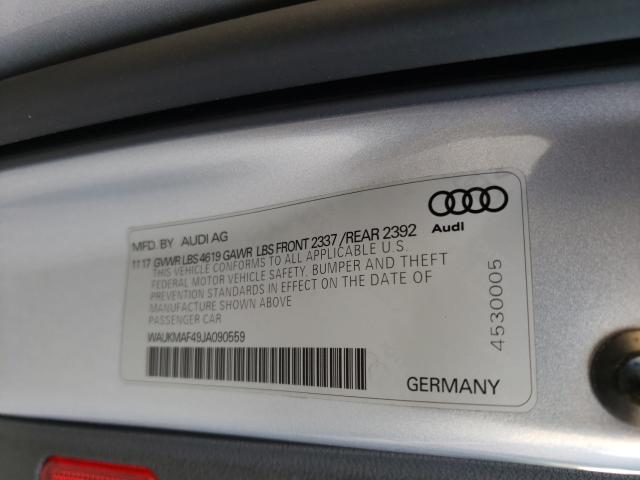 MFD. BY AUDI AG
Audi
11 17 GVWR LBS 4619 GAWR LBS FRONT 2337 / REAR 2392
THIS VEHICLE CONFORMS TO ALL APPLICABLE U.S.
FEDERAL MOTOR VEHICLE SAFETY, BUMPER AND THEFT
PREVENTION STANDARDS IN EFFECT ON THE DATE OF
MANUFACTURE SHOWN ABOVE
PASSENGER CAR
WAUKMAF49JA090559
GERMANY
4530005